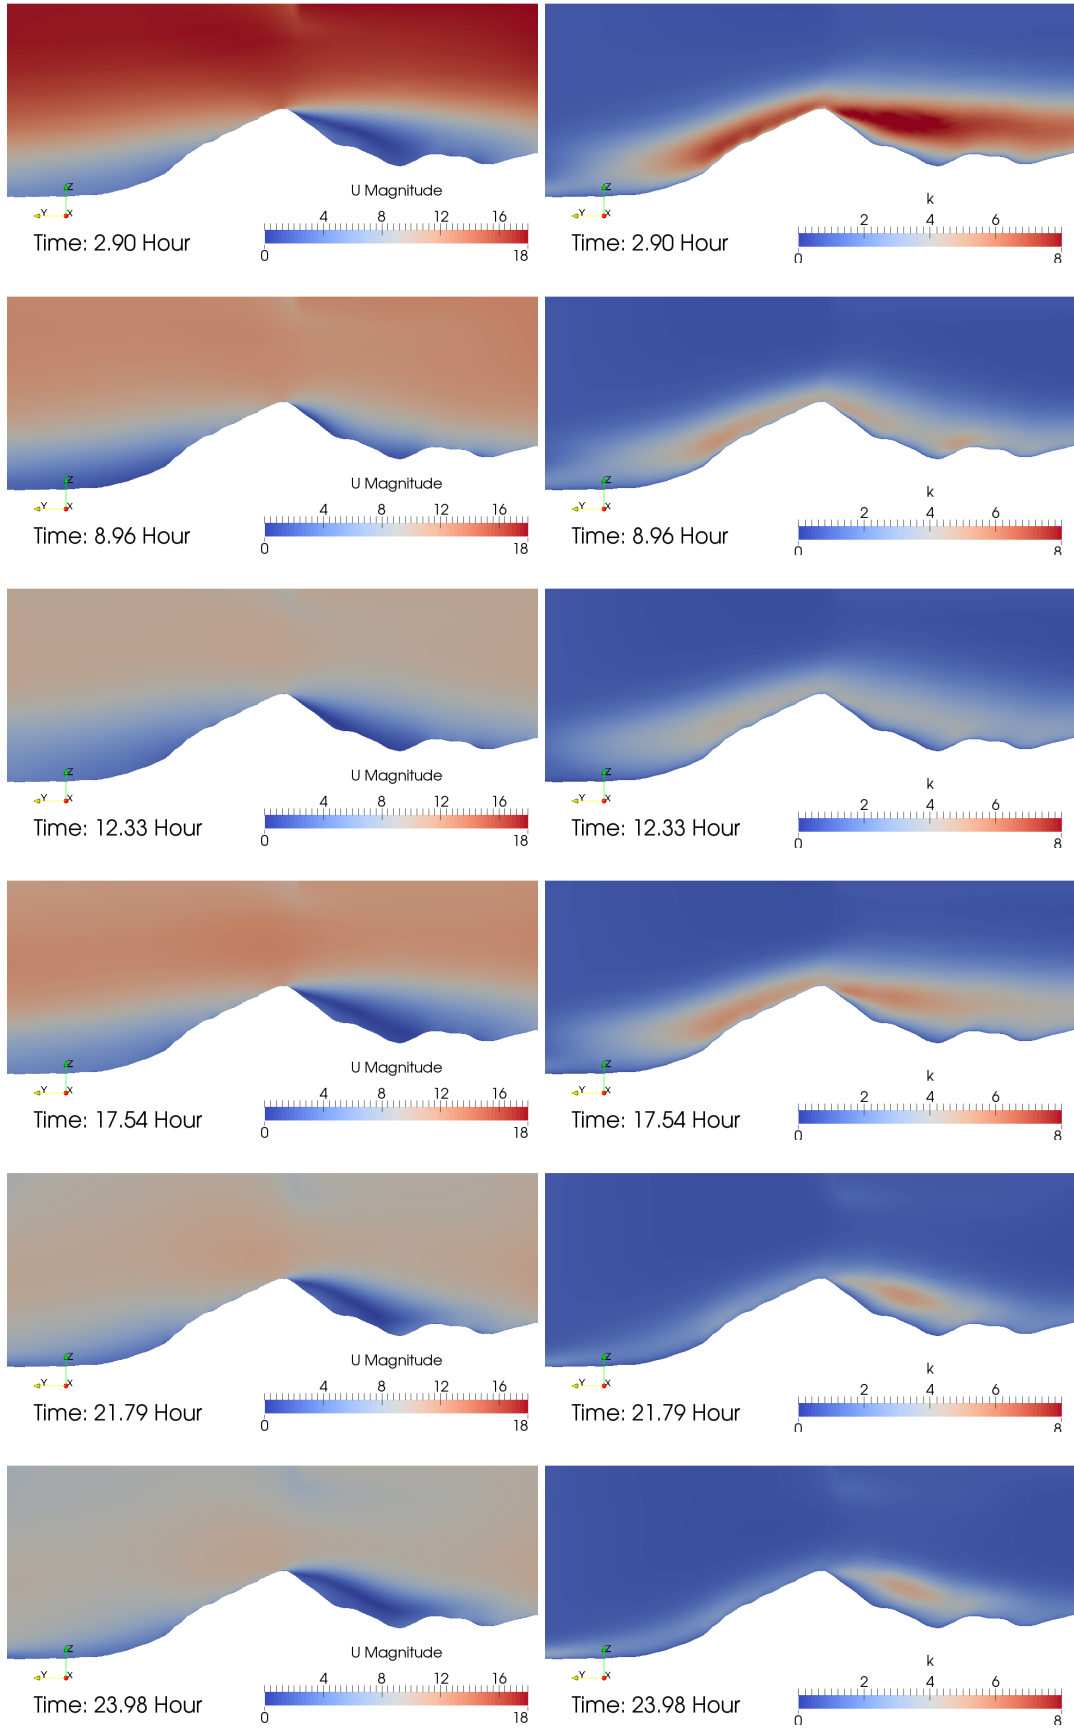 U Magnitude
4 8 12 16
0 18
Z
Y X
Time: 2.90 Hour
k
2 4 6
0 8
Z
Y X
Time: 2.90 Hour
U Magnitude
4 8 12 16
0 18
Z
Y X
Time: 8.96 Hour
k
2 4 6
0 8
Z
Y X
Time: 8.96 Hour
U Magnitude
4 8 12 16
0 18
Z
Y X
Time: 12.33 Hour
k
2 4 6
0 8
Z
Y X
Time: 12.33 Hour
U Magnitude
4 8 12 16
0 18
Z
Y X
Time: 17.54 Hour
k
2 4 6
0 8
Z
Y X
Time: 17.54 Hour
U Magnitude
4 8 12 16
0 18
Z
Y X
Time: 21.79 Hour
k
2 4 6
0 8
Z
Y X
Time: 21.79 Hour
U Magnitude
4 8 12 16
0 18
Z
Y X
Time: 23.98 Hour
k
2 4 6
0 8
Z
Y X
Time: 23.98 Hour